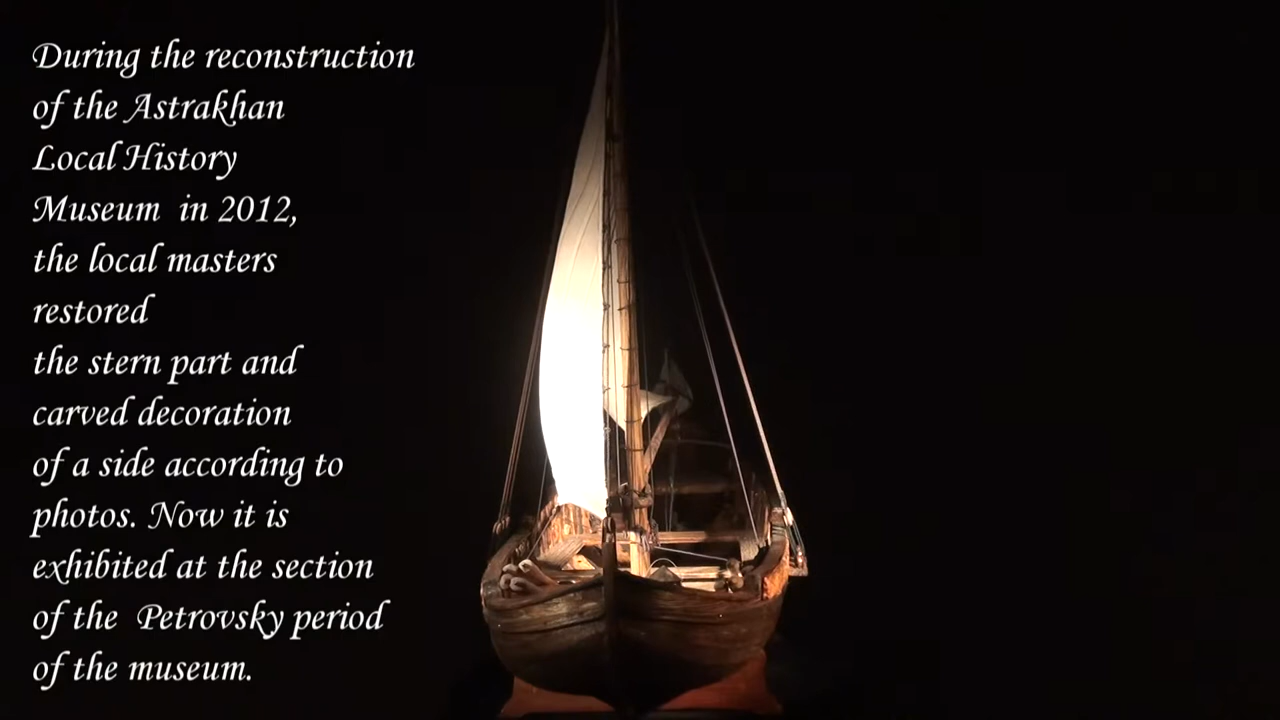 During the reconstruction
of the Astrakhan
Local History
Museum in 2012,
the local masters
restored
the stern part and
carved decoration
of a side according to
photos. Now it is
exhibited at the section
of the Petrovsky period
of the museum.